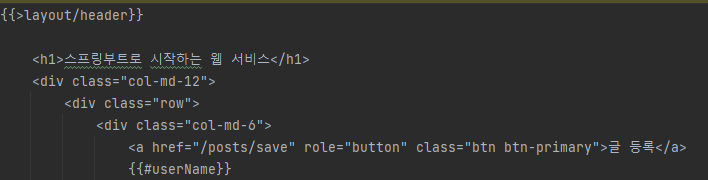 {{>layout/header}}
<h1>스프링부트로 시작하는 웹 서비스</h1>
<div class="col-md-12">
<div class="row">
<div class="col-md-6">
<a href="/posts/save" role="button" class="btn btn-primary">글 등록</a>
{{#userName}}